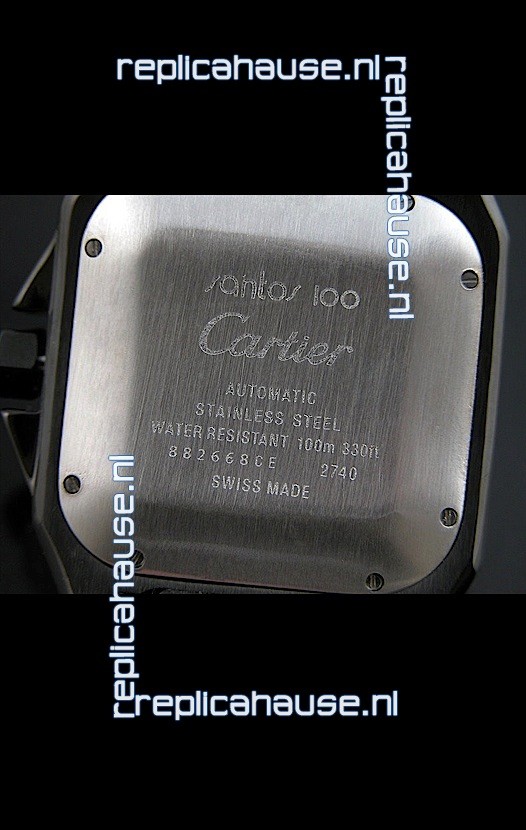 replicahause.nl
replicahause.nl
santos 100
Cartier
AUTOMATIC
STAINLESS STEEL
WATER RESISTANT 100m 330ft
882668CE 2740
SWISS MADE
replicahause.nl
replicahause.nl